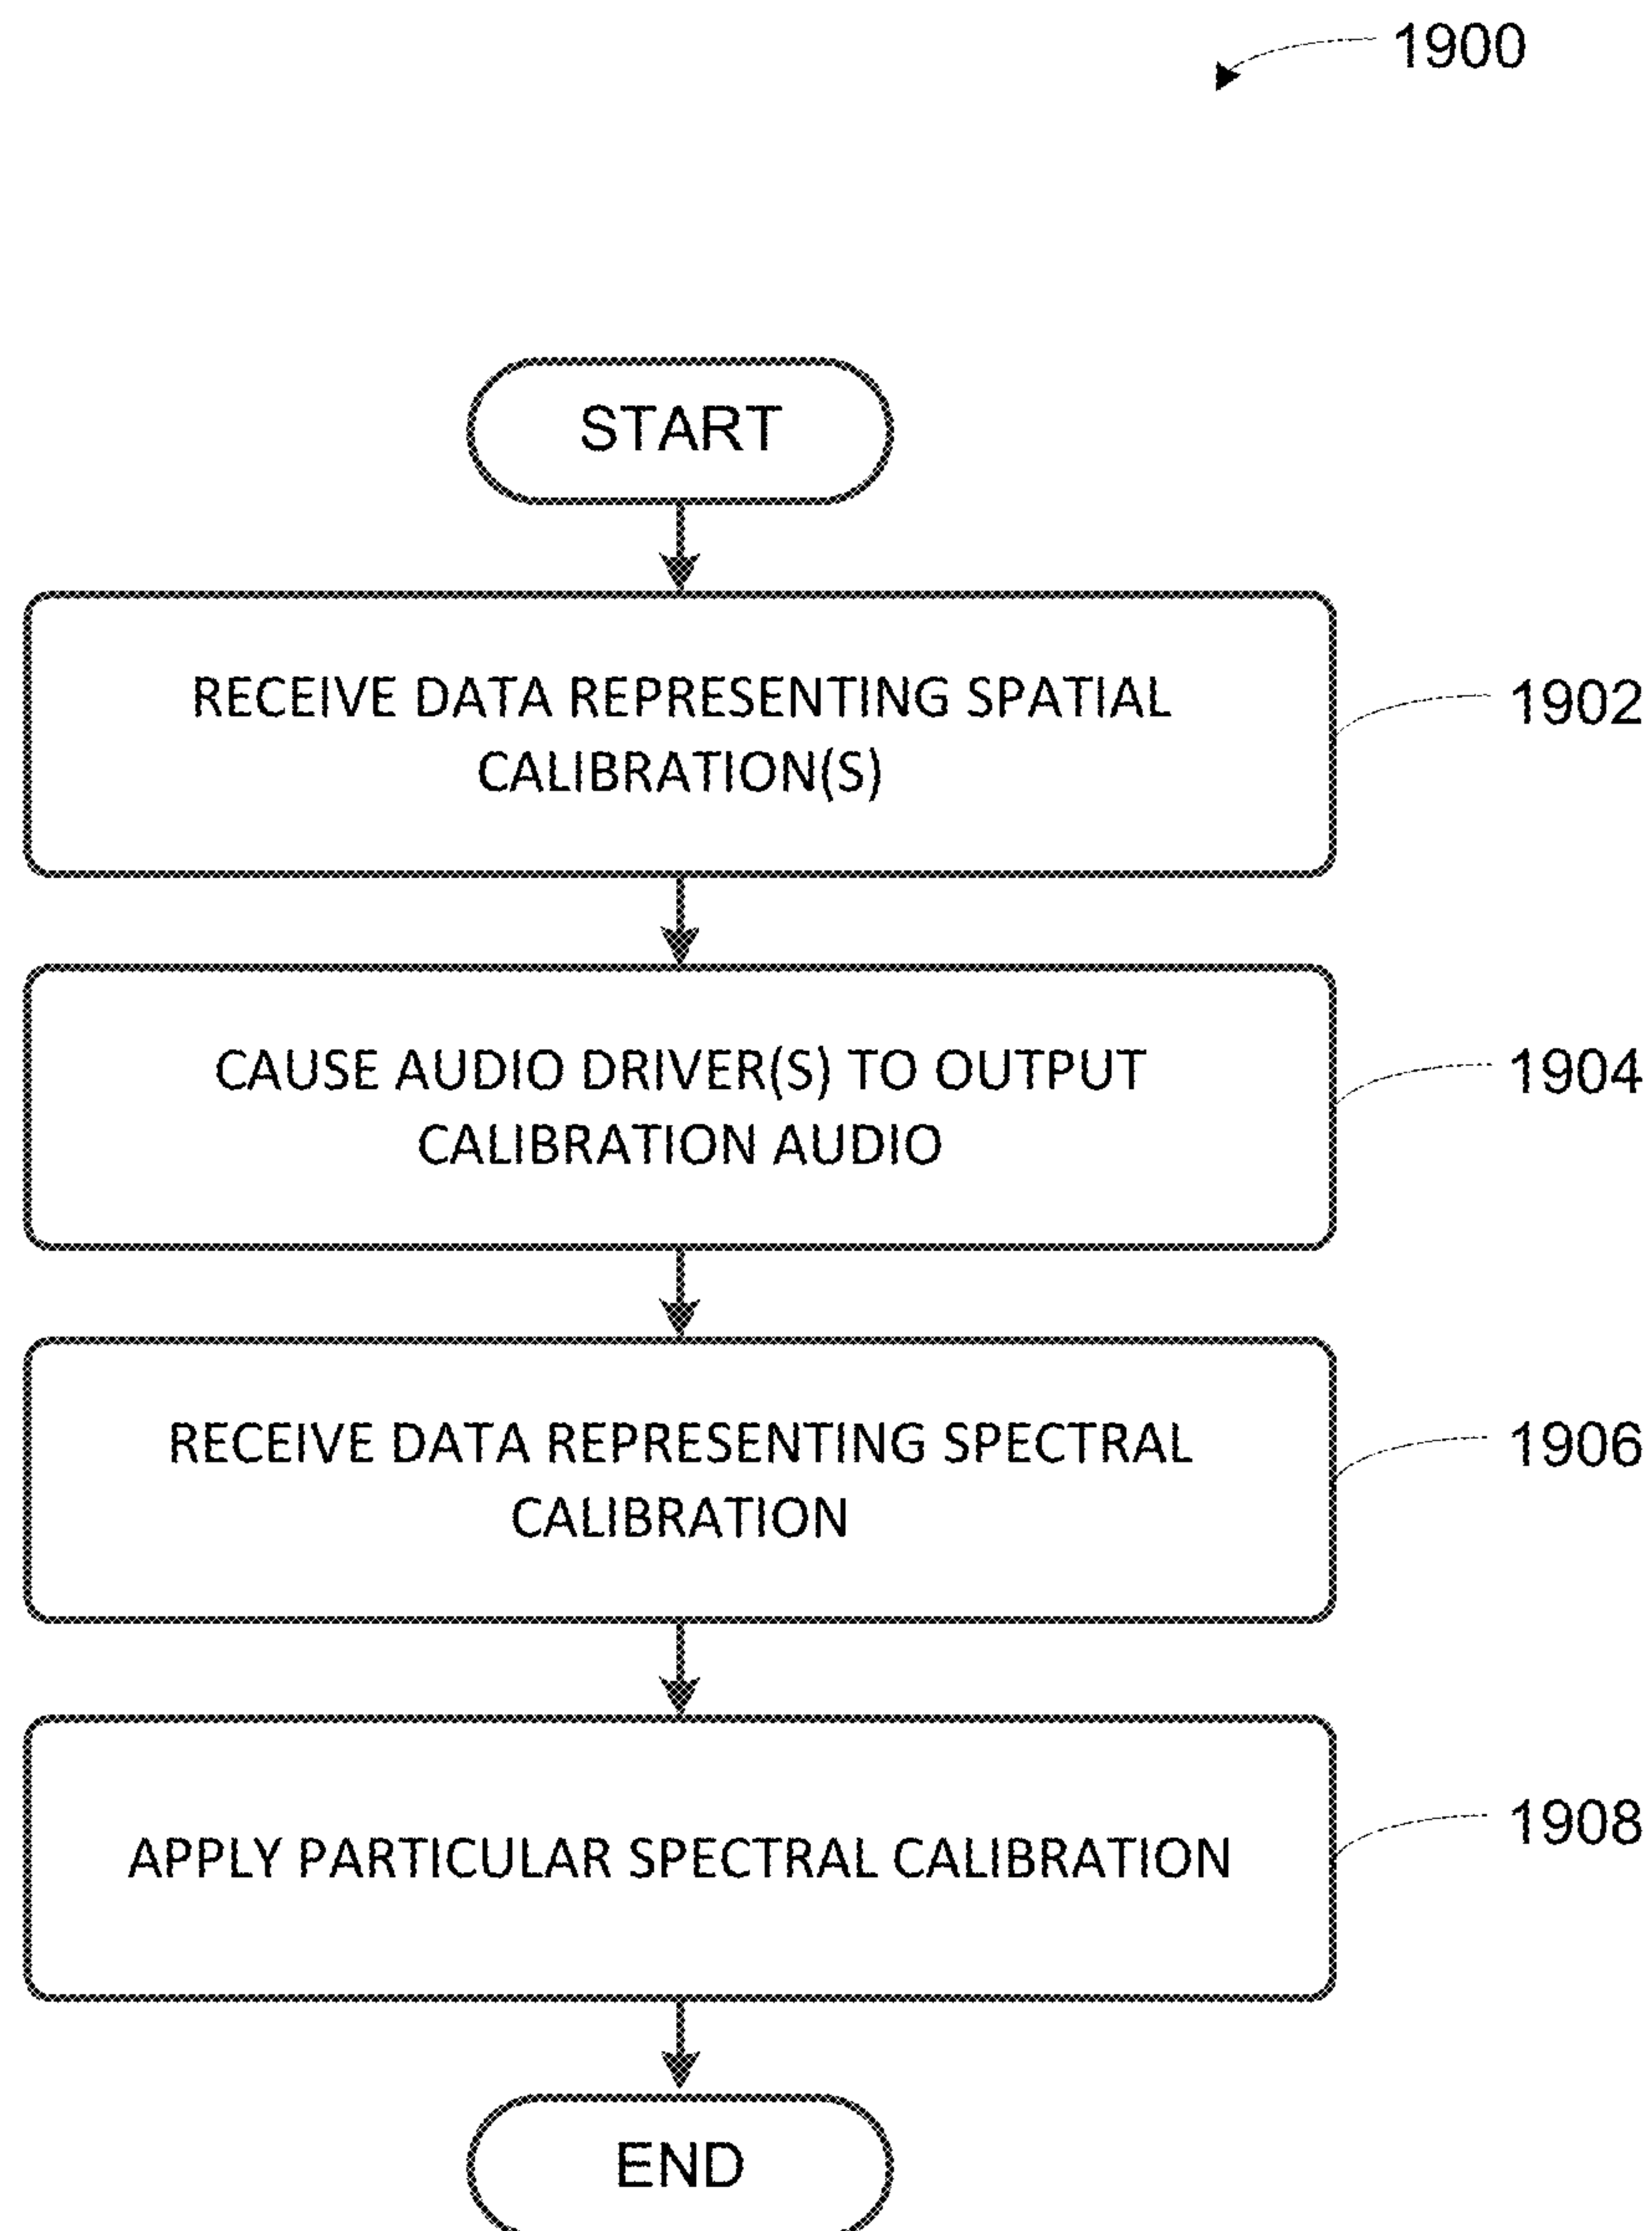 1900
START
RECEIVE DATA REPRESENTING SPATIAL
CALIBRATION(S)
1902
CAUSE AUDIO DRIVER(S) TO OUTPUT
CALIBRATION AUDIO
1904
RECEIVE DATA REPRESENTING SPECTRAL
CALIBRATION
1906
APPLY PARTICULAR SPECTRAL CALIBRATION
1908
END